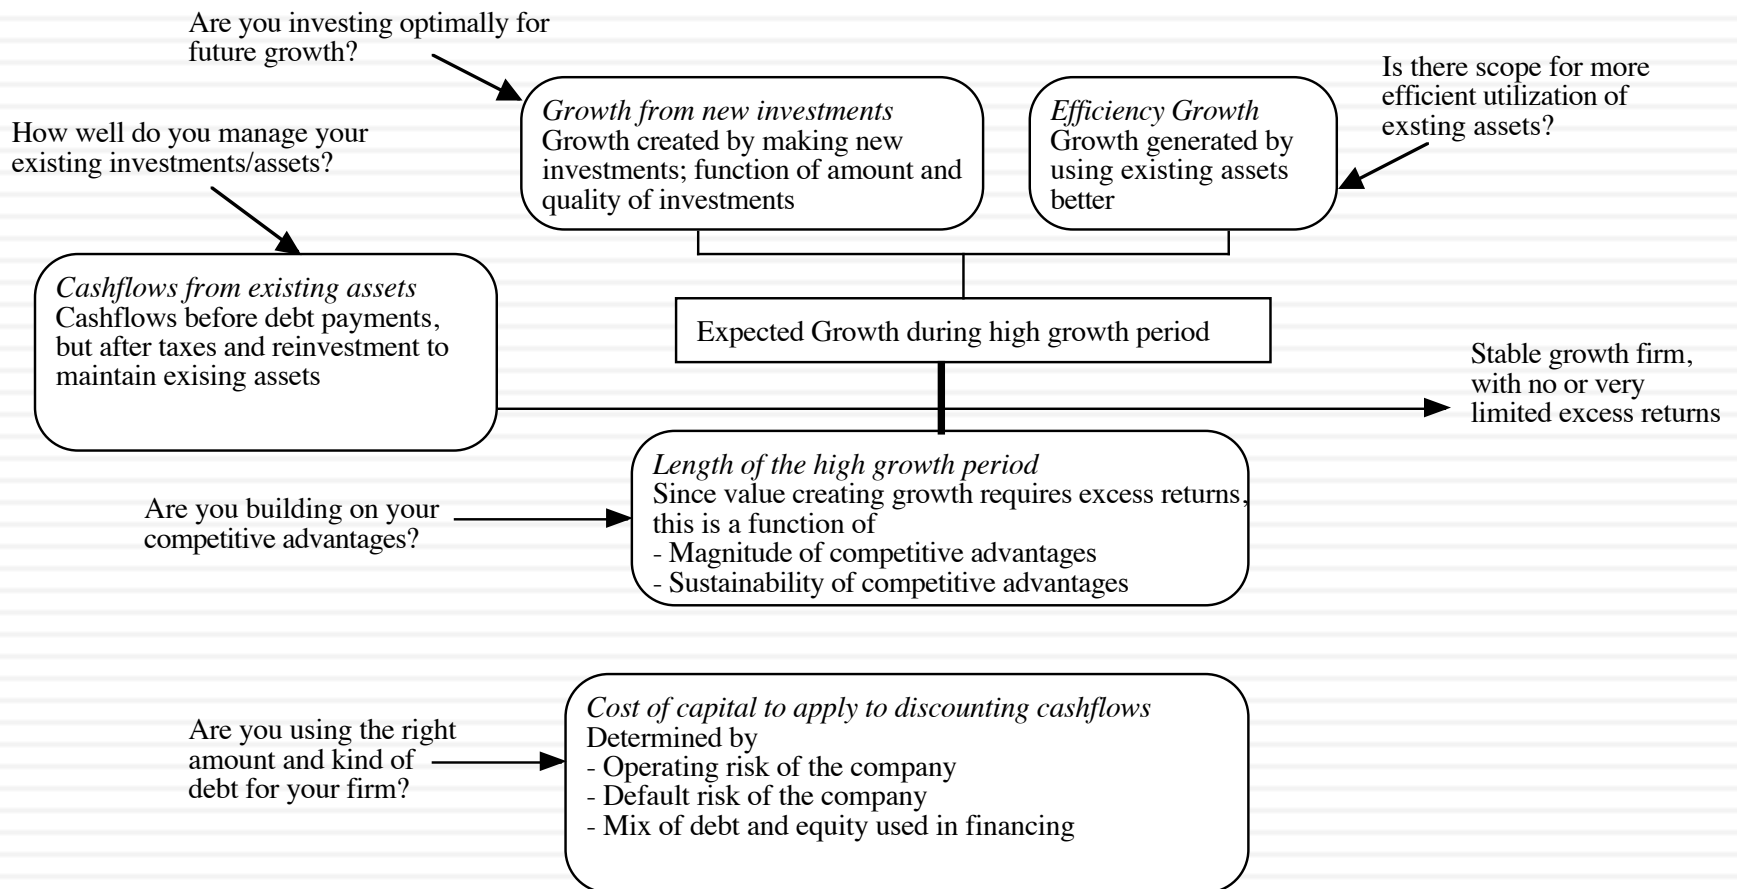 Are you investing optimally for
future growth?
Growth from new investments
Growth created by making new
investments; function of amount and
quality of investments
Efficiency Growth
Growth generated by
using existing assets
better
Is there scope for more
efficient utilization of
exsting assets?
How well do you manage your
existing investments/assets?
Cashflows from existing assets
Cashflows before debt payments,
but after taxes and reinvestment to
maintain exising assets
Expected Growth during high growth period
Stable growth firm,
with no or very
limited excess returns
Length of the high growth period
Since value creating growth requires excess returns,
this is a function of
- Magnitude of competitive advantages
- Sustainability of competitive advantages
Are you building on your
competitive advantages?
Cost of capital to apply to discounting cashflows
Determined by
- Operating risk of the company
- Default risk of the company
- Mix of debt and equity used in financing
Are you using the right
amount and kind of
debt for your firm?